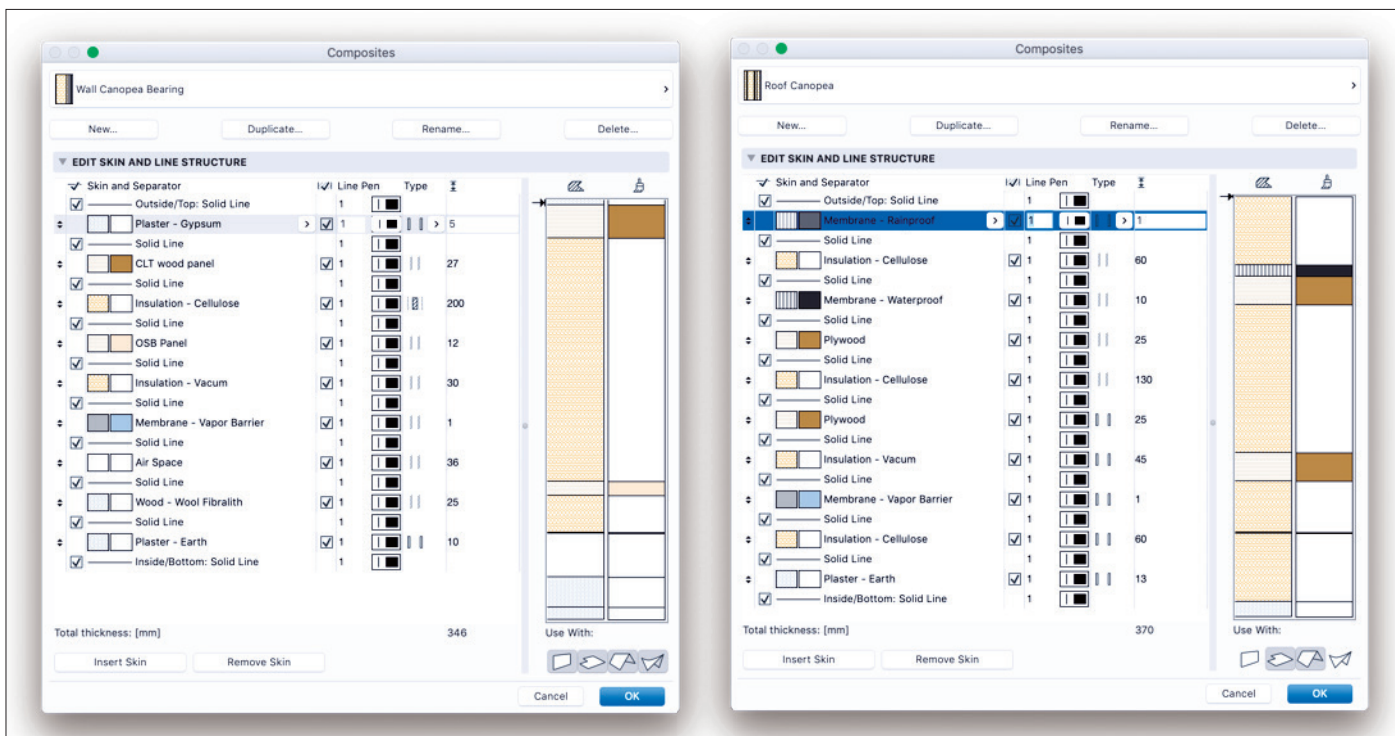 Composites
Wall Canopea Bearing
New... Duplicate... Rename... Delete...
EDIT SKIN AND LINE STRUCTURE
Skin and Separator Line Pen Type
Outside/Top: Solid Line 1
Plaster - Gypsum 1 5
Solid Line 1
CLT wood panel 1 27
Solid Line 1
Insulation - Cellulose 1 200
Solid Line 1
OSB Panel 1 12
Solid Line 1
Insulation - Vacum 1 30
Solid Line 1
Membrane - Vapor Barrier 1 1
Solid Line 1
Air Space 1 36
Solid Line 1
Wood - Wool Fibralith 1 25
Solid Line 1
Plaster - Earth 1 10
Inside/Bottom: Solid Line 1
Total thickness: [mm] 346 Use With:
Insert Skin Remove Skin
Cancel OK
Composites
Roof Canopea
New... Duplicate... Rename... Delete...
EDIT SKIN AND LINE STRUCTURE
Skin and Separator Line Pen Type
Outside/Top: Solid Line 1
Membrane - Rainproof 1 1
Solid Line 1
Insulation - Cellulose 1 60
Solid Line 1
Membrane - Waterproof 1 10
Solid Line 1
Plywood 1 25
Solid Line 1
Insulation - Cellulose 1 130
Solid Line 1
Plywood 1 25
Solid Line 1
Insulation - Vacum 1 45
Solid Line 1
Membrane - Vapor Barrier 1 1
Solid Line 1
Insulation - Cellulose 1 60
Solid Line 1
Plaster - Earth 1 13
Inside/Bottom: Solid Line 1
Total thickness: [mm] 370 Use With:
Insert Skin Remove Skin
Cancel OK